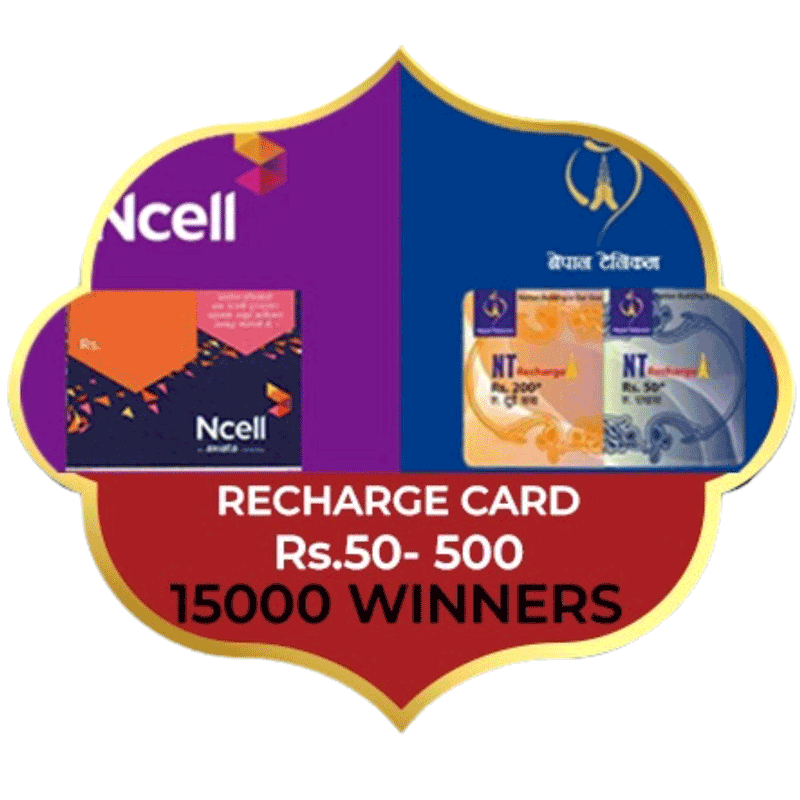 Ncell
नेपाल टेलिकम
Rs.
Ncell
axiata
NT Recharge
Rs. 200*
NT Recharge
Rs. 50*
RECHARGE CARD
Rs.50- 500
15000 WINNERS